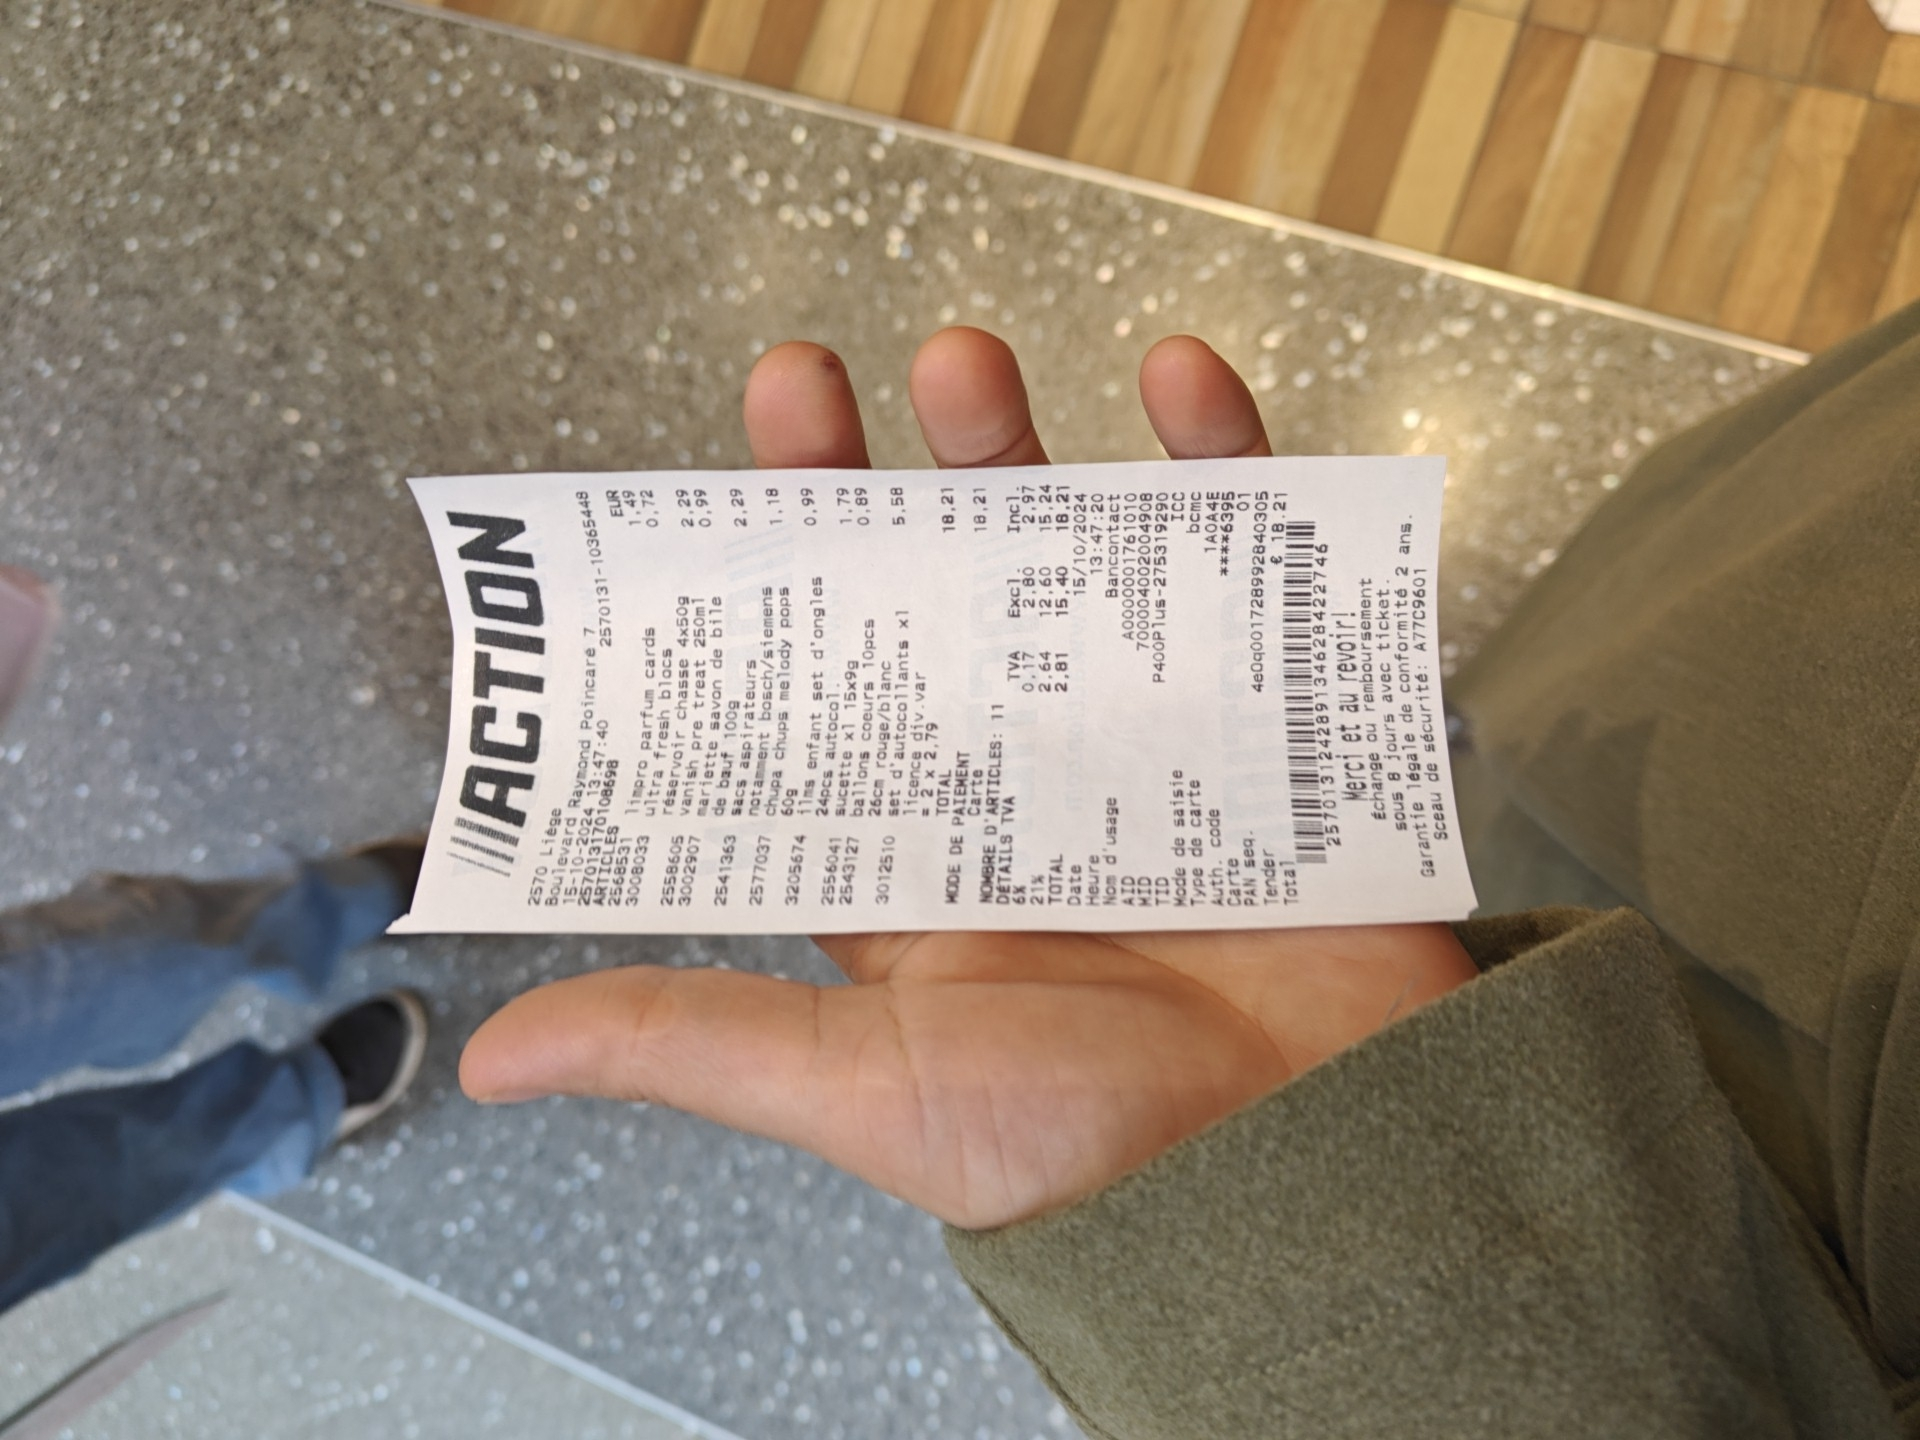 ACTION
2570 Liège
Boulevard Raymond Poincaré 7
15-10-2024 13:47:40 2570131-10365448
2570131170108698
ARTICLES EUR
2568531 limpro parfum cards 1,49
3008033 ultra fresh blocs 0,72
réservoir chasse 4x50g
2558605 vanish pre treat 250ml 2,29
3002907 mariette savon de bile 0,99
de bœuf 100g
2541363 sacs aspirateurs 2,29
notamment bosch/siemens
2577037 chupa chups melody pops 1,18
60g
3205674 ilms enfant set d'ongles 0,99
24pcs autocol.
2556041 sucette x1 15x9g 1,79
2543127 ballons coeurs 10pcs 0,89
26cm rouge/blanc
3012510 set d'autocollants x1 5,58
licence div.var
= 2 x 2,79
TOTAL 18,21
MODE DE PAIEMENT
Carte 18,21
NOMBRE D'ARTICLES: 11
DÉTAILS TVA TVA Excl. Incl.
6% 0,17 2,80 2,97
21% 2,64 12,60 15,24
TOTAL 2,81 15,40 18,21
Date 15/10/2024
Heure 13:47:20
Nom d'usage Bancontact
AID A0000001761010
MID 700004002004908
TID P400Plus-275319290
Mode de saisie ICC
Type de carte bcmc
Auth. code 1A0A4E
Carte ****6395
PAN seq. 01
Tender 4e0q001728992840305
Total € 18.21
2570131242891346284 22746
Merci et au revoir!
Échange ou remboursement
sous 8 jours avec ticket.
Garantie légale de conformité 2 ans.
Sceau de sécurité: A77C9601